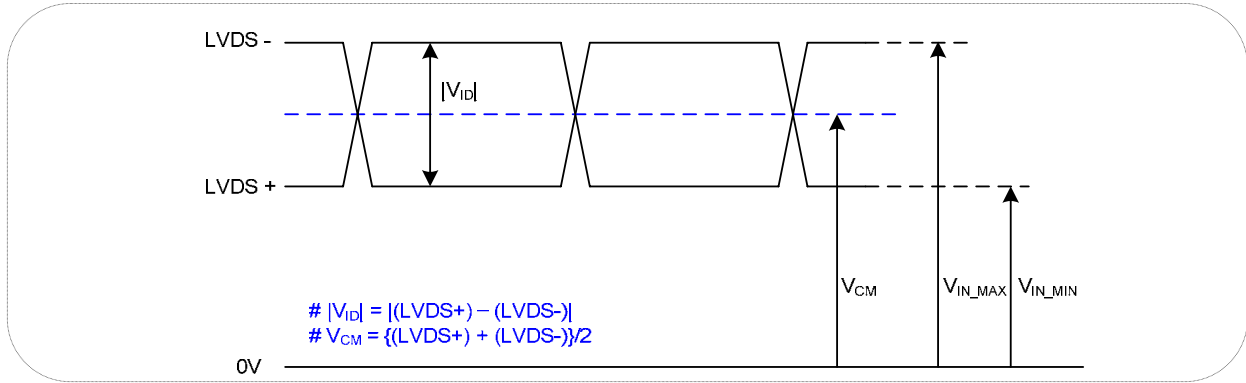 LVDS -
|VID|
LVDS +
VCM
VIN_MAX
VIN_MIN
# |VID| = |(LVDS+) – (LVDS-)|
# VCM = {(LVDS+) + (LVDS-)}/2
0V